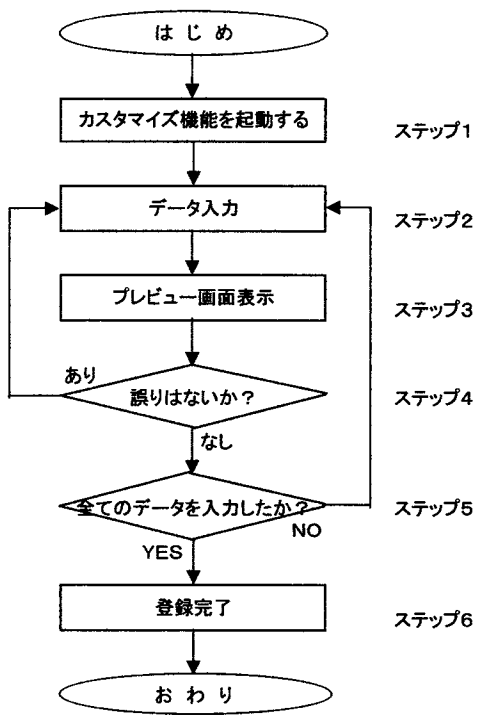 は じ め
カスタマイズ機能を起動する
ステップ1
データ入力
ステップ2
プレビュー画面表示
ステップ3
あり
誤りはないか？
ステップ4
なし
全てのデータを入力したか？
ステップ5
NO
YES
登録完了
ステップ6
お わ り